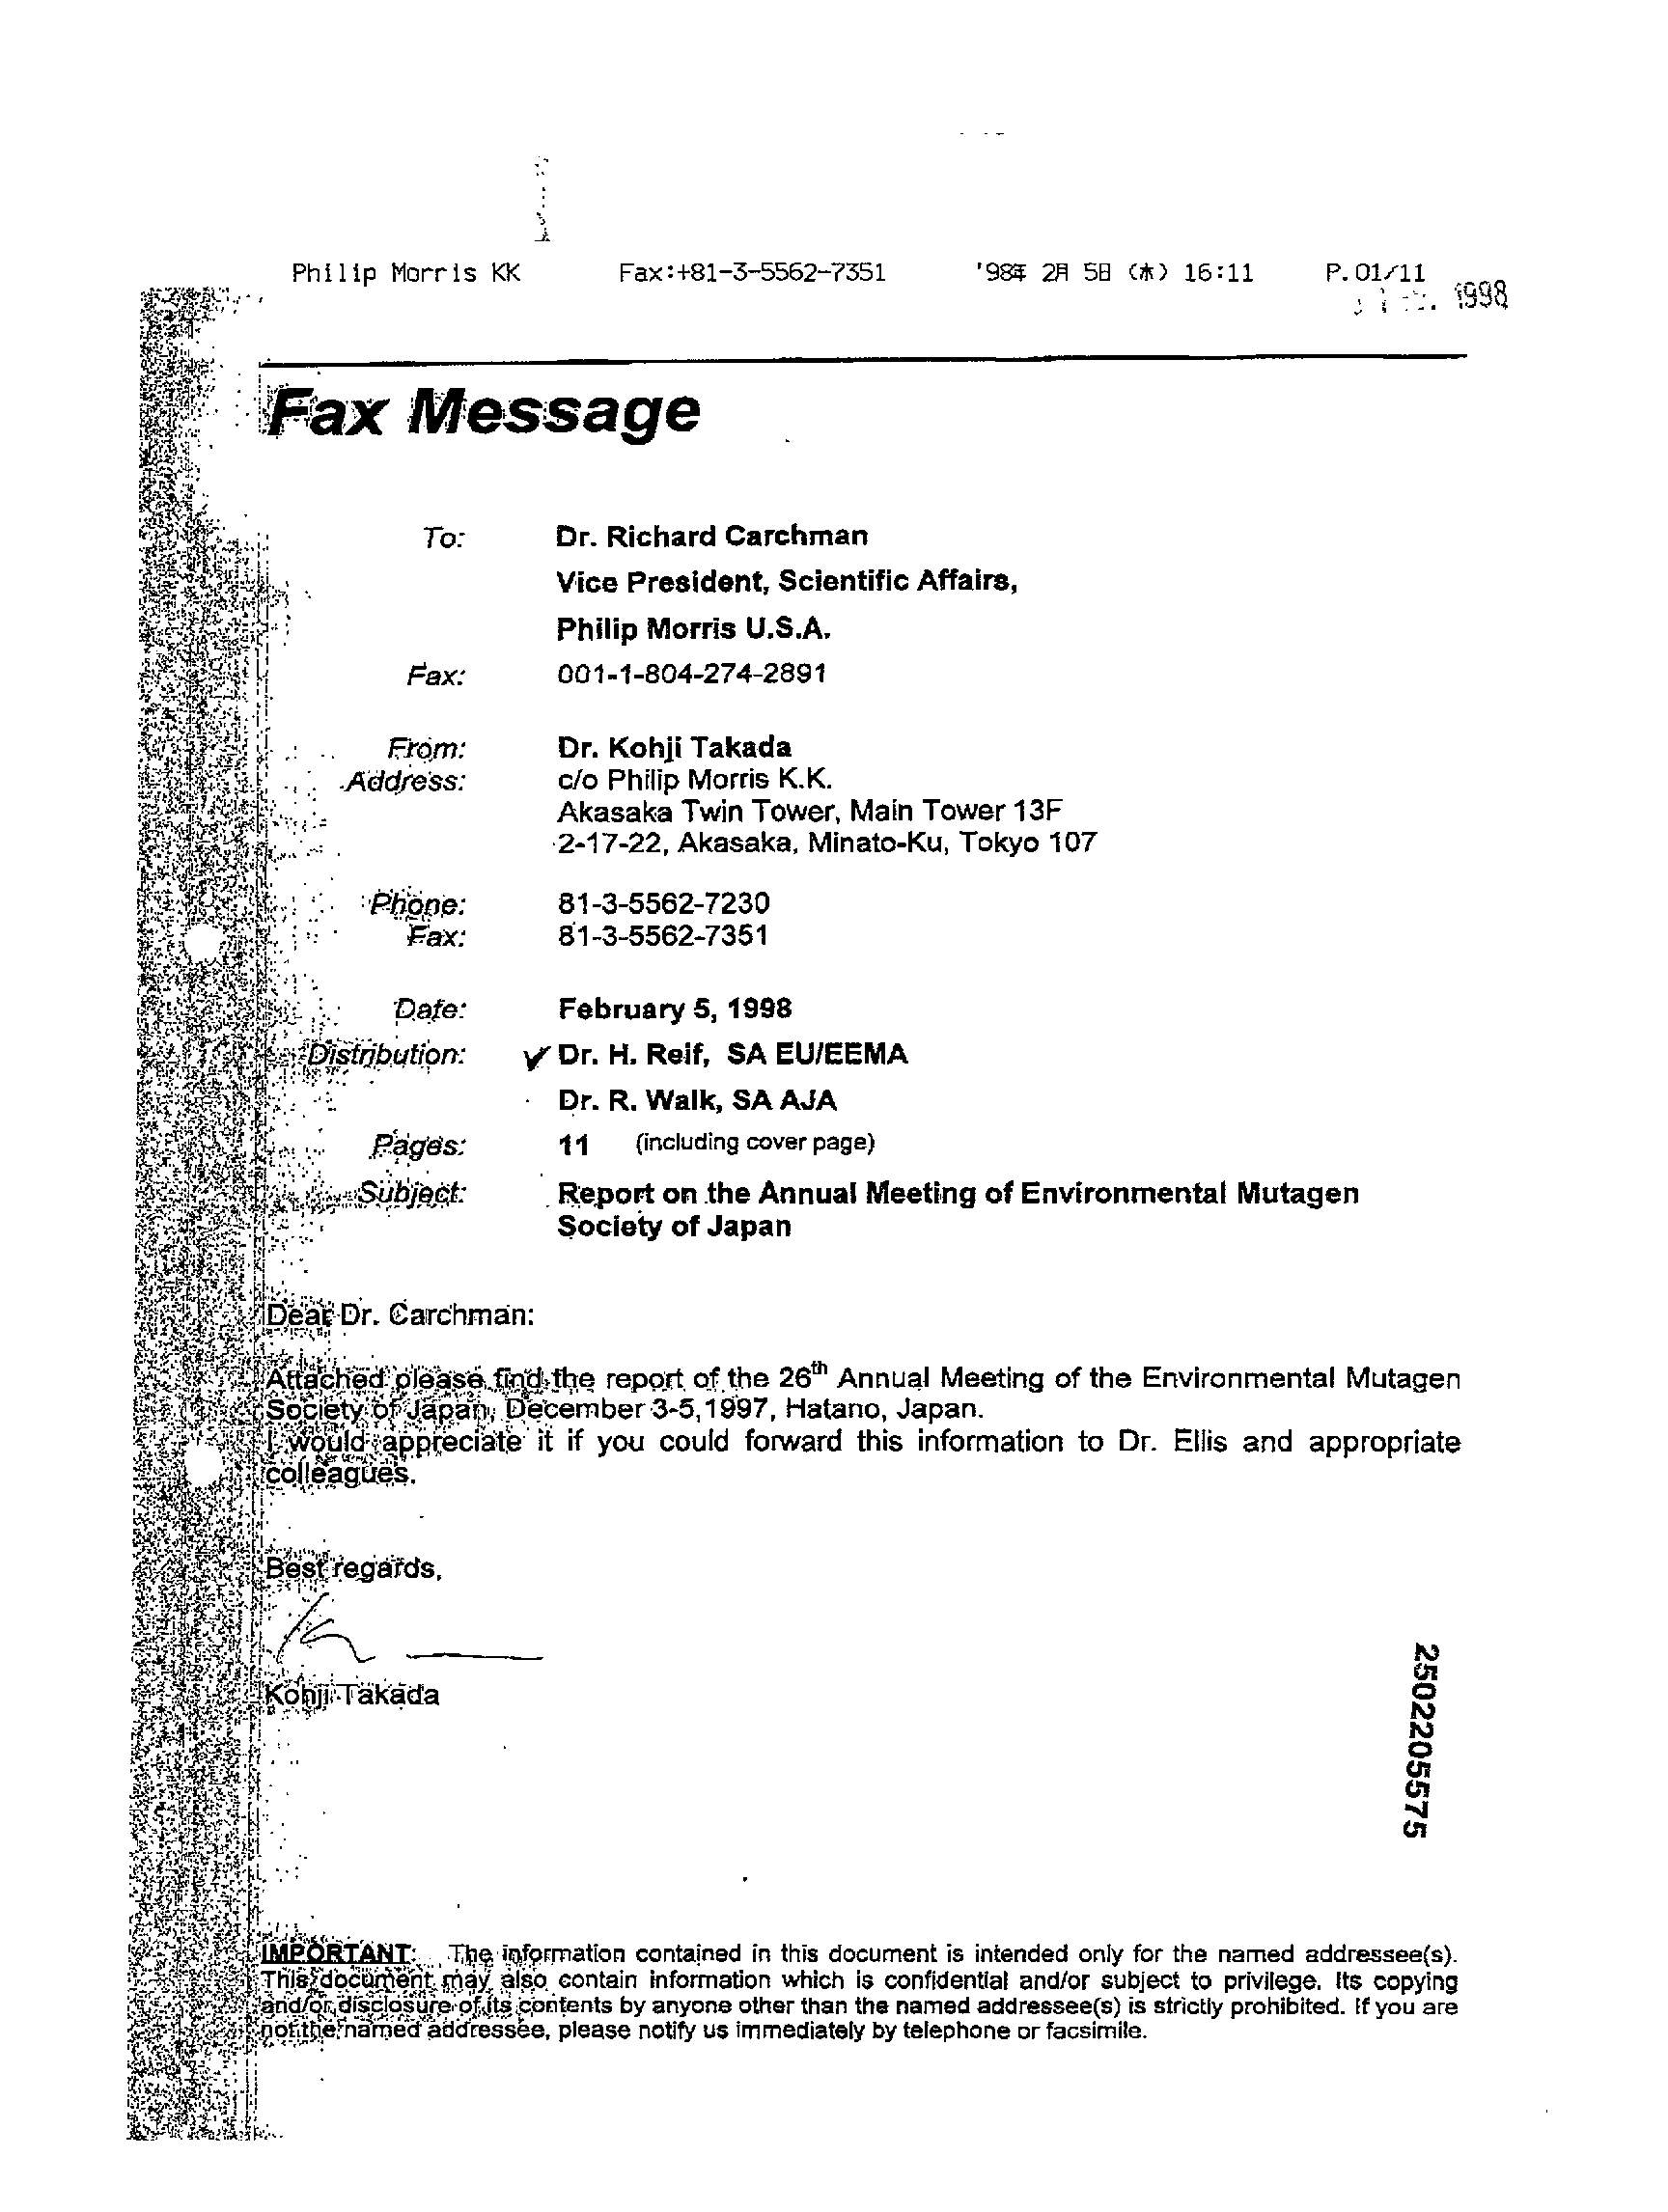 Philip Morris KK Fax:+81-3-5562-7351 '98年 2月 5日 (木) 16:11 P.01/11
1998
Fax Message
To: Dr. Richard Carchman
Vice President, Scientific Affairs,
Philip Morris U.S.A.
Fax: 001-1-804-274-2891
From: Dr. Kohji Takada
Address: c/o Philip Morris K.K.
Akasaka Twin Tower, Main Tower 13F
2-17-22, Akasaka, Minato-Ku, Tokyo 107
Phone: 81-3-5562-7230
Fax: 81-3-5562-7351
Date: February 5, 1998
Distribution: ✓ Dr. H. Reif, SA EU/EEMA
Dr. R. Walk, SA AJA
Pages: 11 (including cover page)
Subject: Report on the Annual Meeting of Environmental Mutagen
Society of Japan
Dear Dr. Carchman:
Attached please find the report of the 26th Annual Meeting of the Environmental Mutagen
Society of Japan, December 3-5,1997, Hatano, Japan.
I would appreciate it if you could forward this information to Dr. Ellis and appropriate
colleagues.
Best regards,
Kohji Takada
2502205575
IMPORTANT: The information contained in this document is intended only for the named addressee(s).
This document may also contain information which is confidential and/or subject to privilege. Its copying
and/or disclosure of its contents by anyone other than the named addressee(s) is strictly prohibited. If you are
not the named addressee, please notify us immediately by telephone or facsimile.